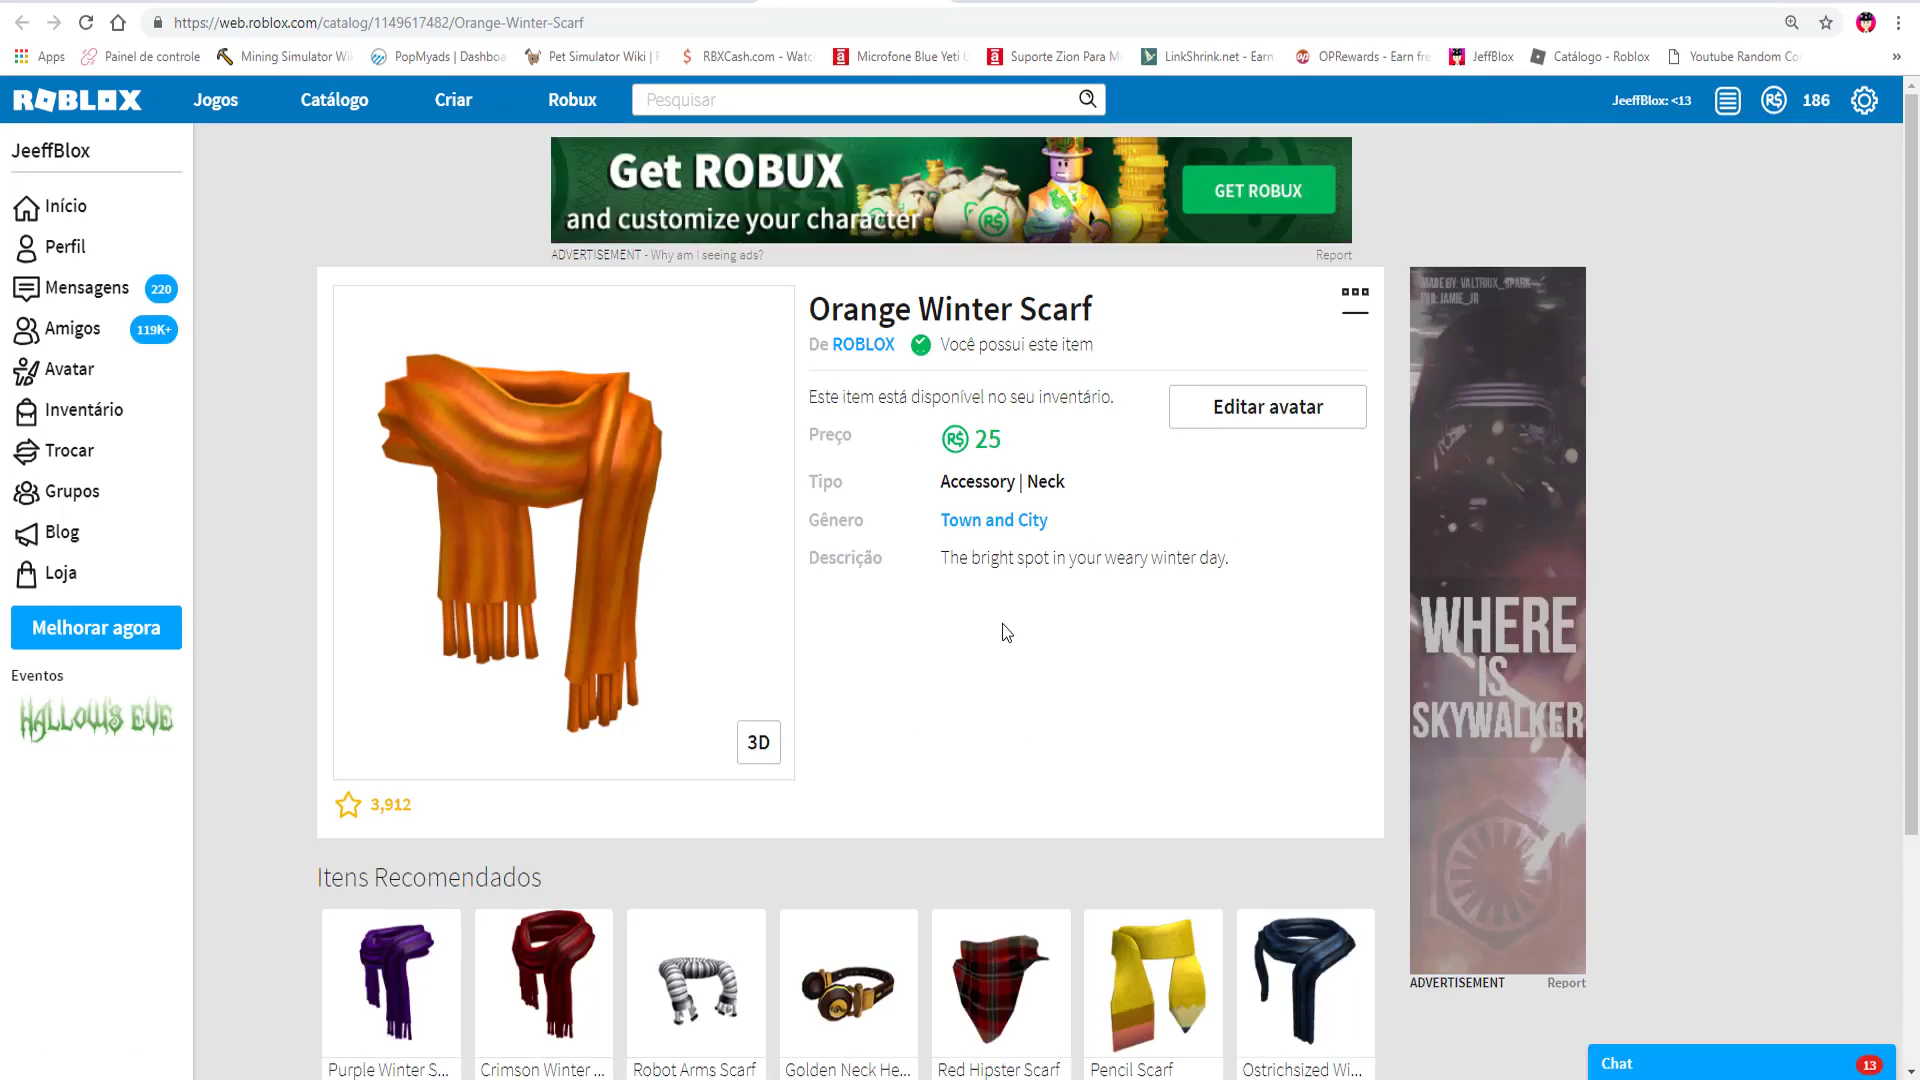 https://web.roblox.com/catalog/1149617482/Orange-Winter-Scarf
Apps
Painel de controle
Mining Simulator Wi
PopMyads | Dashboa
Pet Simulator Wiki | F
RBXCash.com - Watc
Microfone Blue Yeti U
Suporte Zion Para M
LinkShrink.net - Earn
OPRewards - Earn fre
JeffBlox
Catálogo - Roblox
Youtube Random Co
»
ROBLOX
Jogos
Catálogo
Criar
Robux
Pesquisar
JeeffBlox: <13
R$
186
JeeffBlox
Início
Perfil
Mensagens 220
Amigos 119K+
Avatar
Inventário
Trocar
Grupos
Blog
Loja
Melhorar agora
Eventos
HALLOW'S EVE
Get ROBUX
and customize your character
R$
GET ROBUX
ADVERTISEMENT - Why am I seeing ads?
Report
Orange Winter Scarf
De ROBLOX Você possui este item
Este item está disponível no seu inventário.
Editar avatar
Preço R$ 25
Tipo Accessory | Neck
Gênero Town and City
Descrição The bright spot in your weary winter day.
3D
3,912
MADE BY: VALTRIUX_SPARK
FOR: JAMIE_JR
WHERE
IS
SKYWALKER
ADVERTISEMENT
Report
Itens Recomendados
Purple Winter S...
Crimson Winter ...
Robot Arms Scarf
Golden Neck He...
Red Hipster Scarf
Pencil Scarf
Ostrichsized Wi...
Chat 13